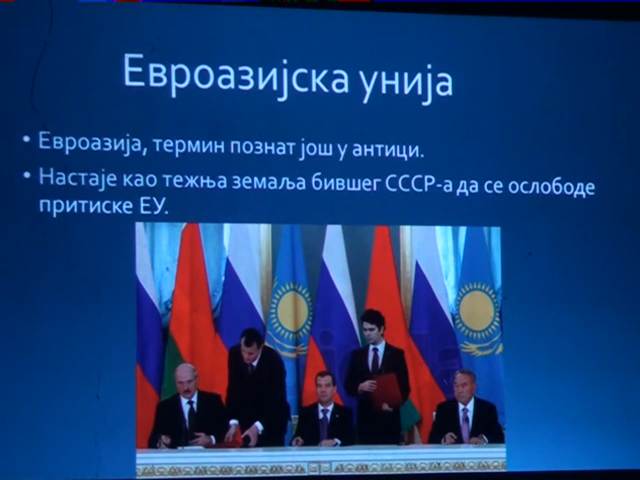 Евроазијска унија
• Евроазија, термин познат још у антици.
• Настаје као тежња земаља бившег СССР-а да се ослободе
притиске ЕУ.